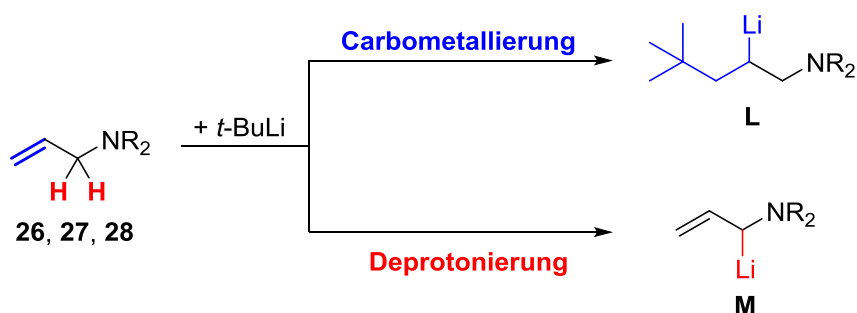 Carbometallierung
Li
NR2
L
+ t-BuLi
NR2
H H
26, 27, 28
Deprotonierung
NR2
Li
M